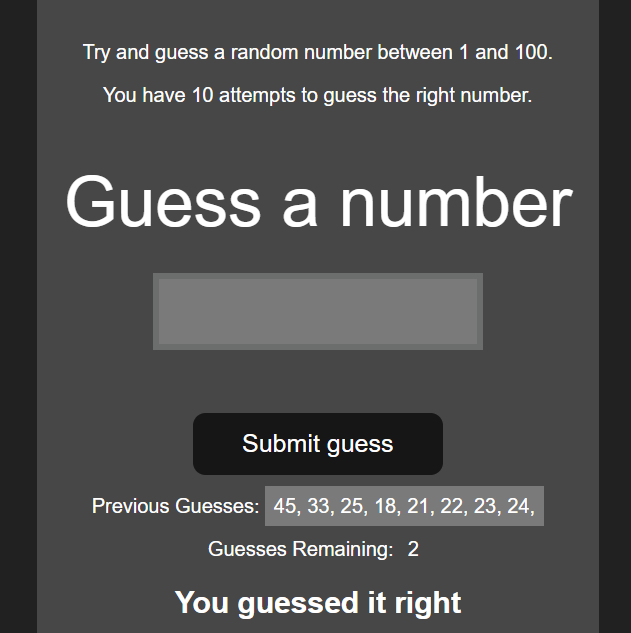 Try and guess a random number between 1 and 100.
You have 10 attempts to guess the right number.
Guess a number
Submit guess
Previous Guesses: 45, 33, 25, 18, 21, 22, 23, 24,
Guesses Remaining: 2
You guessed it right